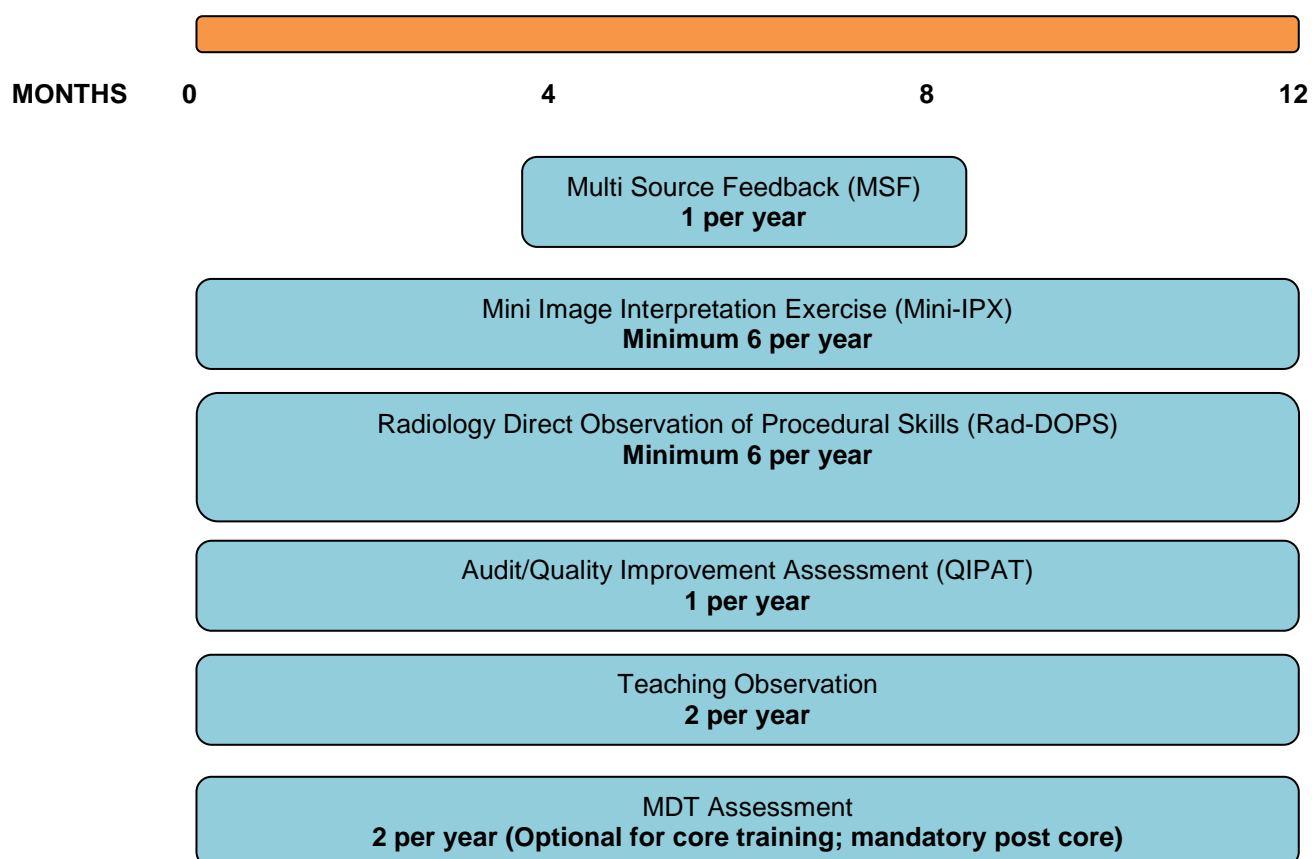 MONTHS 0 4 8 12
Multi Source Feedback (MSF)
1 per year
Mini Image Interpretation Exercise (Mini-IPX)
Minimum 6 per year
Radiology Direct Observation of Procedural Skills (Rad-DOPS)
Minimum 6 per year
Audit/Quality Improvement Assessment (QIPAT)
1 per year
Teaching Observation
2 per year
MDT Assessment
2 per year (Optional for core training; mandatory post core)